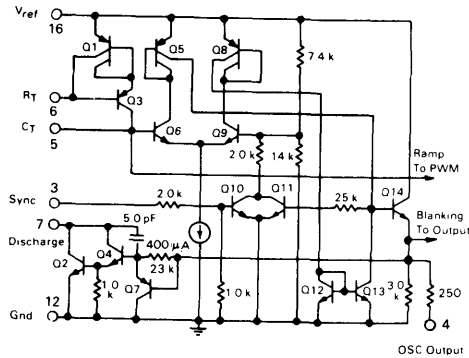 Vref
16
Q1
Q5
Q8
7.4 k
RT
6
Q3
CT
5
Q6
Q9
2.0 k
14 k
Ramp
To PWM
Sync
3
2.0 k
Q10
Q11
25 k
Q14
7
5.0 pF
Blanking
To Output
Discharge
Q4
400 µA
Q2
23 k
1.0
k
Q7
1.0 k
Q12
Q13
3.0
k
250
Gnd
12
4
OSC Output